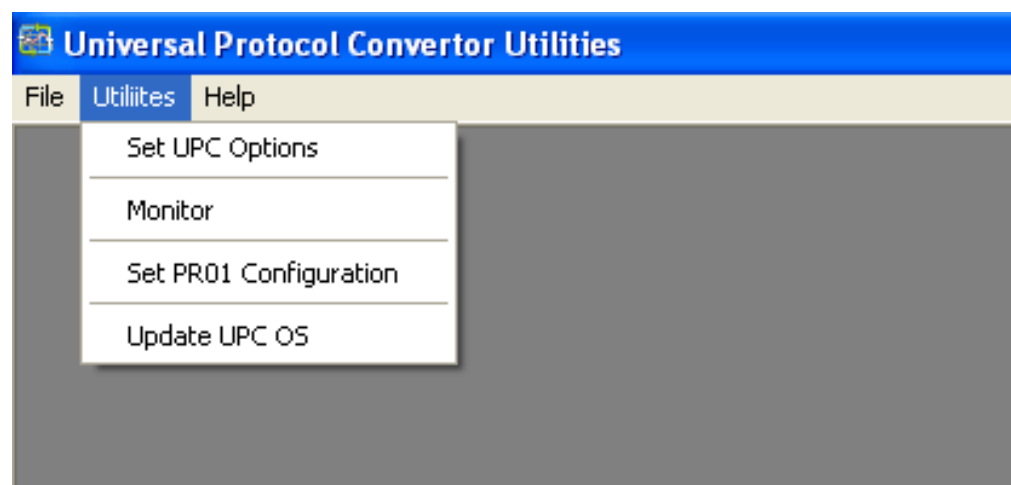 Universal Protocol Convertor Utilities
File Utiliites Help
Set UPC Options
Monitor
Set PR01 Configuration
Update UPC OS